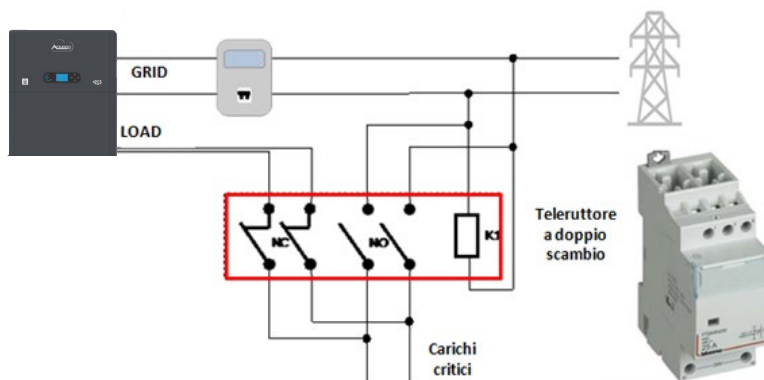 GRID
LOAD
NC
NO
K1
Teleruttore
a doppio
scambio
Carichi
critici